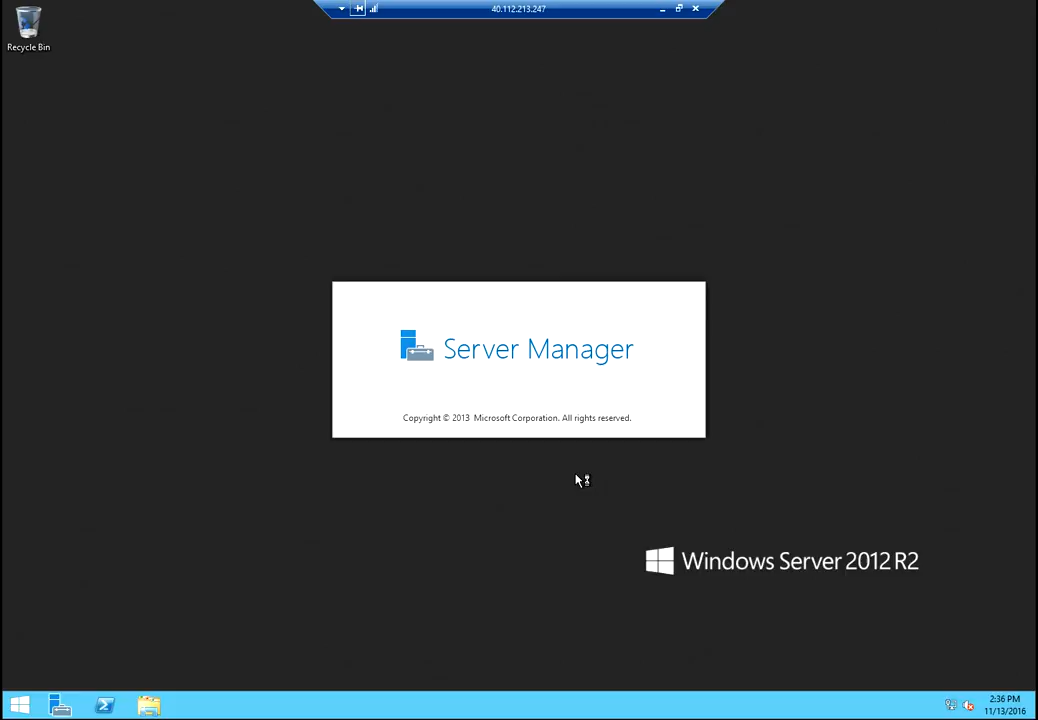 40.112.213.247
Recycle Bin
Server Manager
Copyright © 2013 Microsoft Corporation. All rights reserved.
Windows Server 2012 R2
2:36 PM
11/13/2016